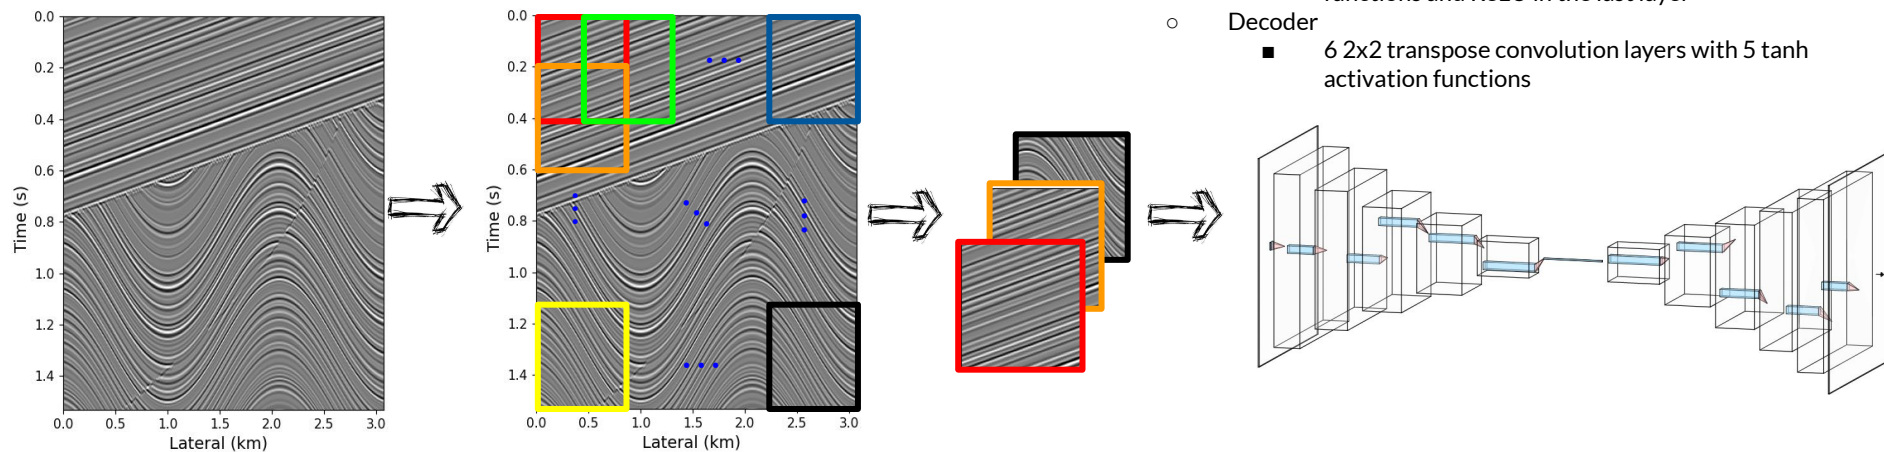 ○ Decoder
■ 6 2x2 transpose convolution layers with 5 tanh
activation functions
0.0
0.2
0.4
0.6
0.8
1.0
1.2
1.4
Time (s)
0.0 0.5 1.0 1.5 2.0 2.5 3.0
Lateral (km)
0.0
0.2
0.4
0.6
0.8
1.0
1.2
1.4
Time (s)
0.0 0.5 1.0 1.5 2.0 2.5 3.0
Lateral (km)